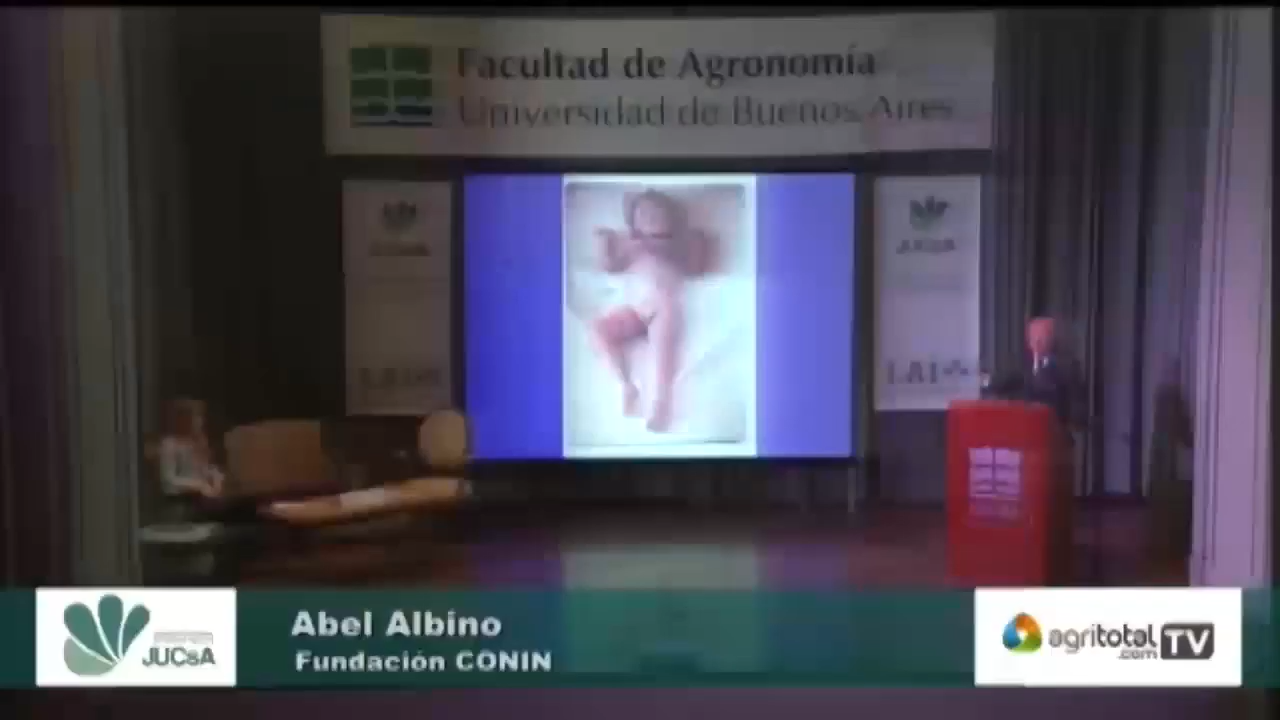 Facultad de Agronomía
Universidad de Buenos Aires
JUCsA
Abel Albino
Fundación CONIN
agritotal
.com
TV